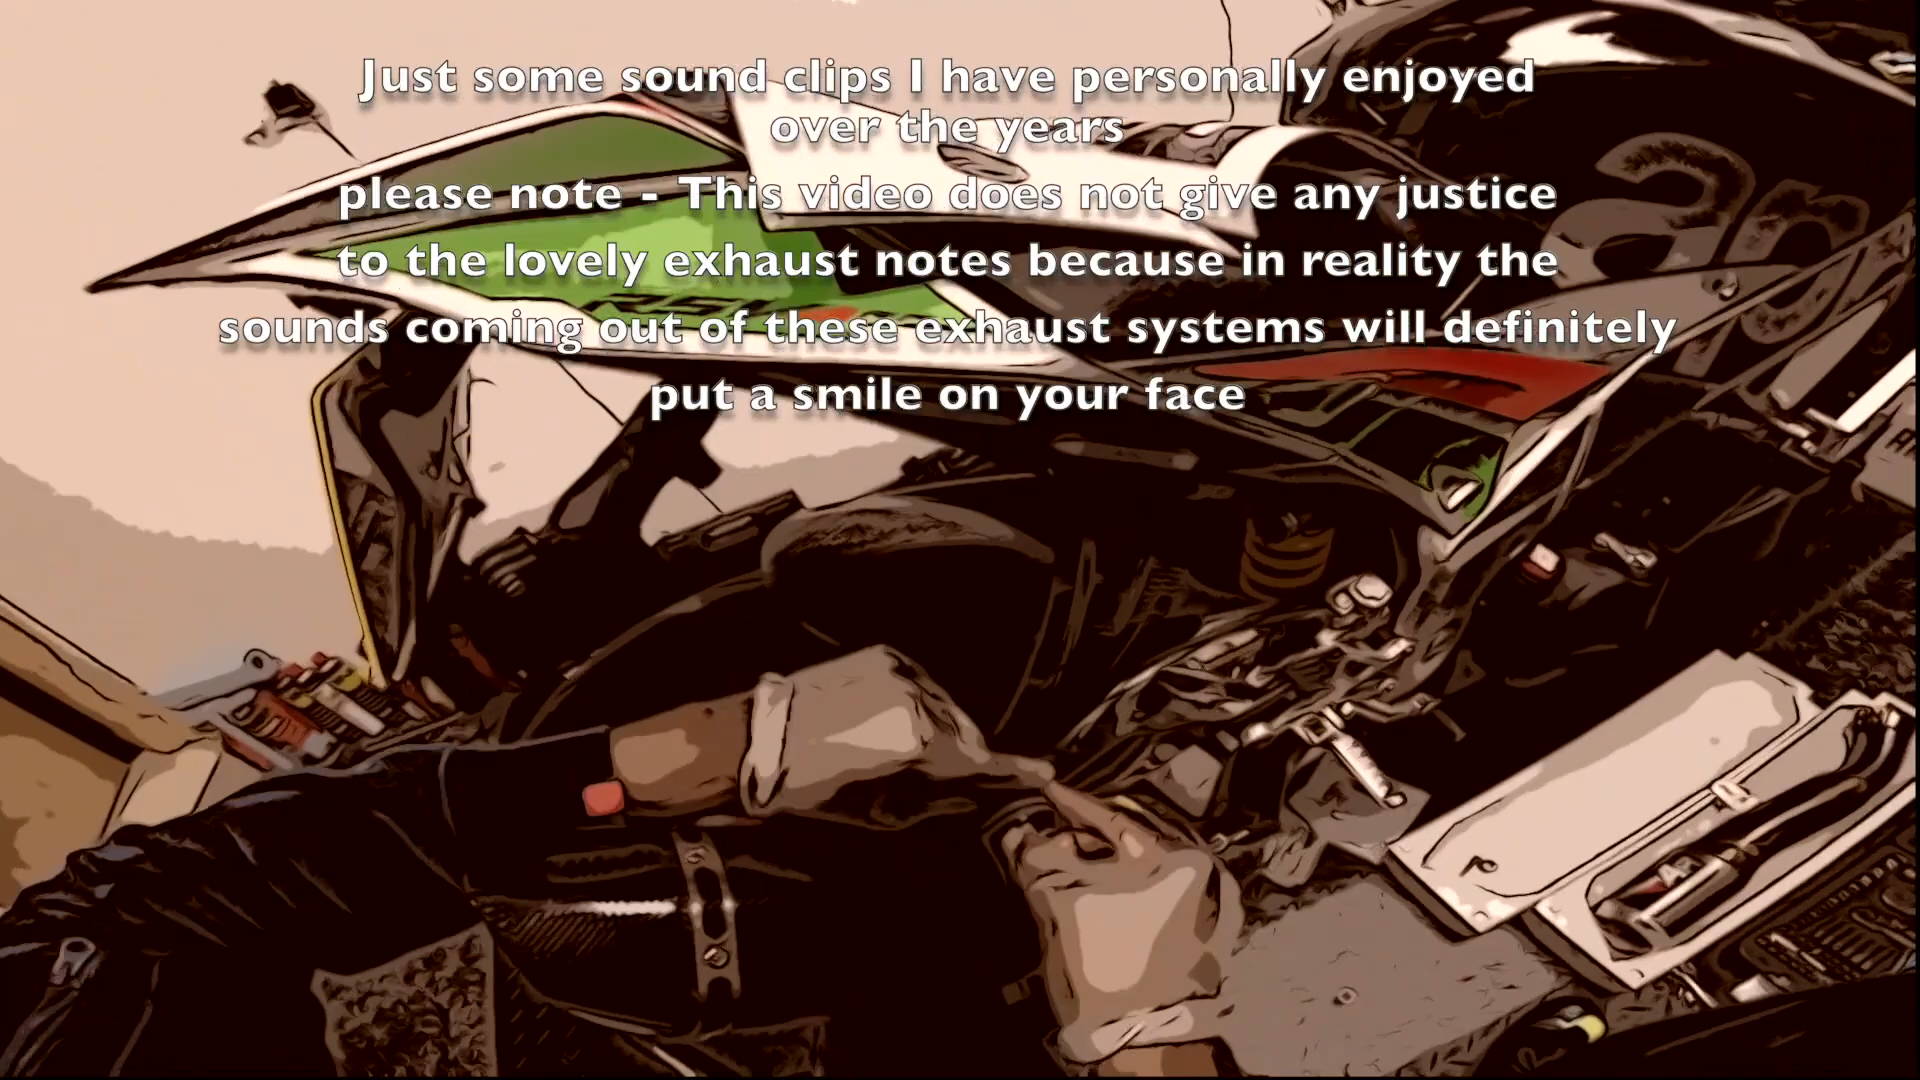 Just some sound clips I have personally enjoyed
over the years
please note - This video does not give any justice
to the lovely exhaust notes because in reality the
sounds coming out of these exhaust systems will definitely
put a smile on your face